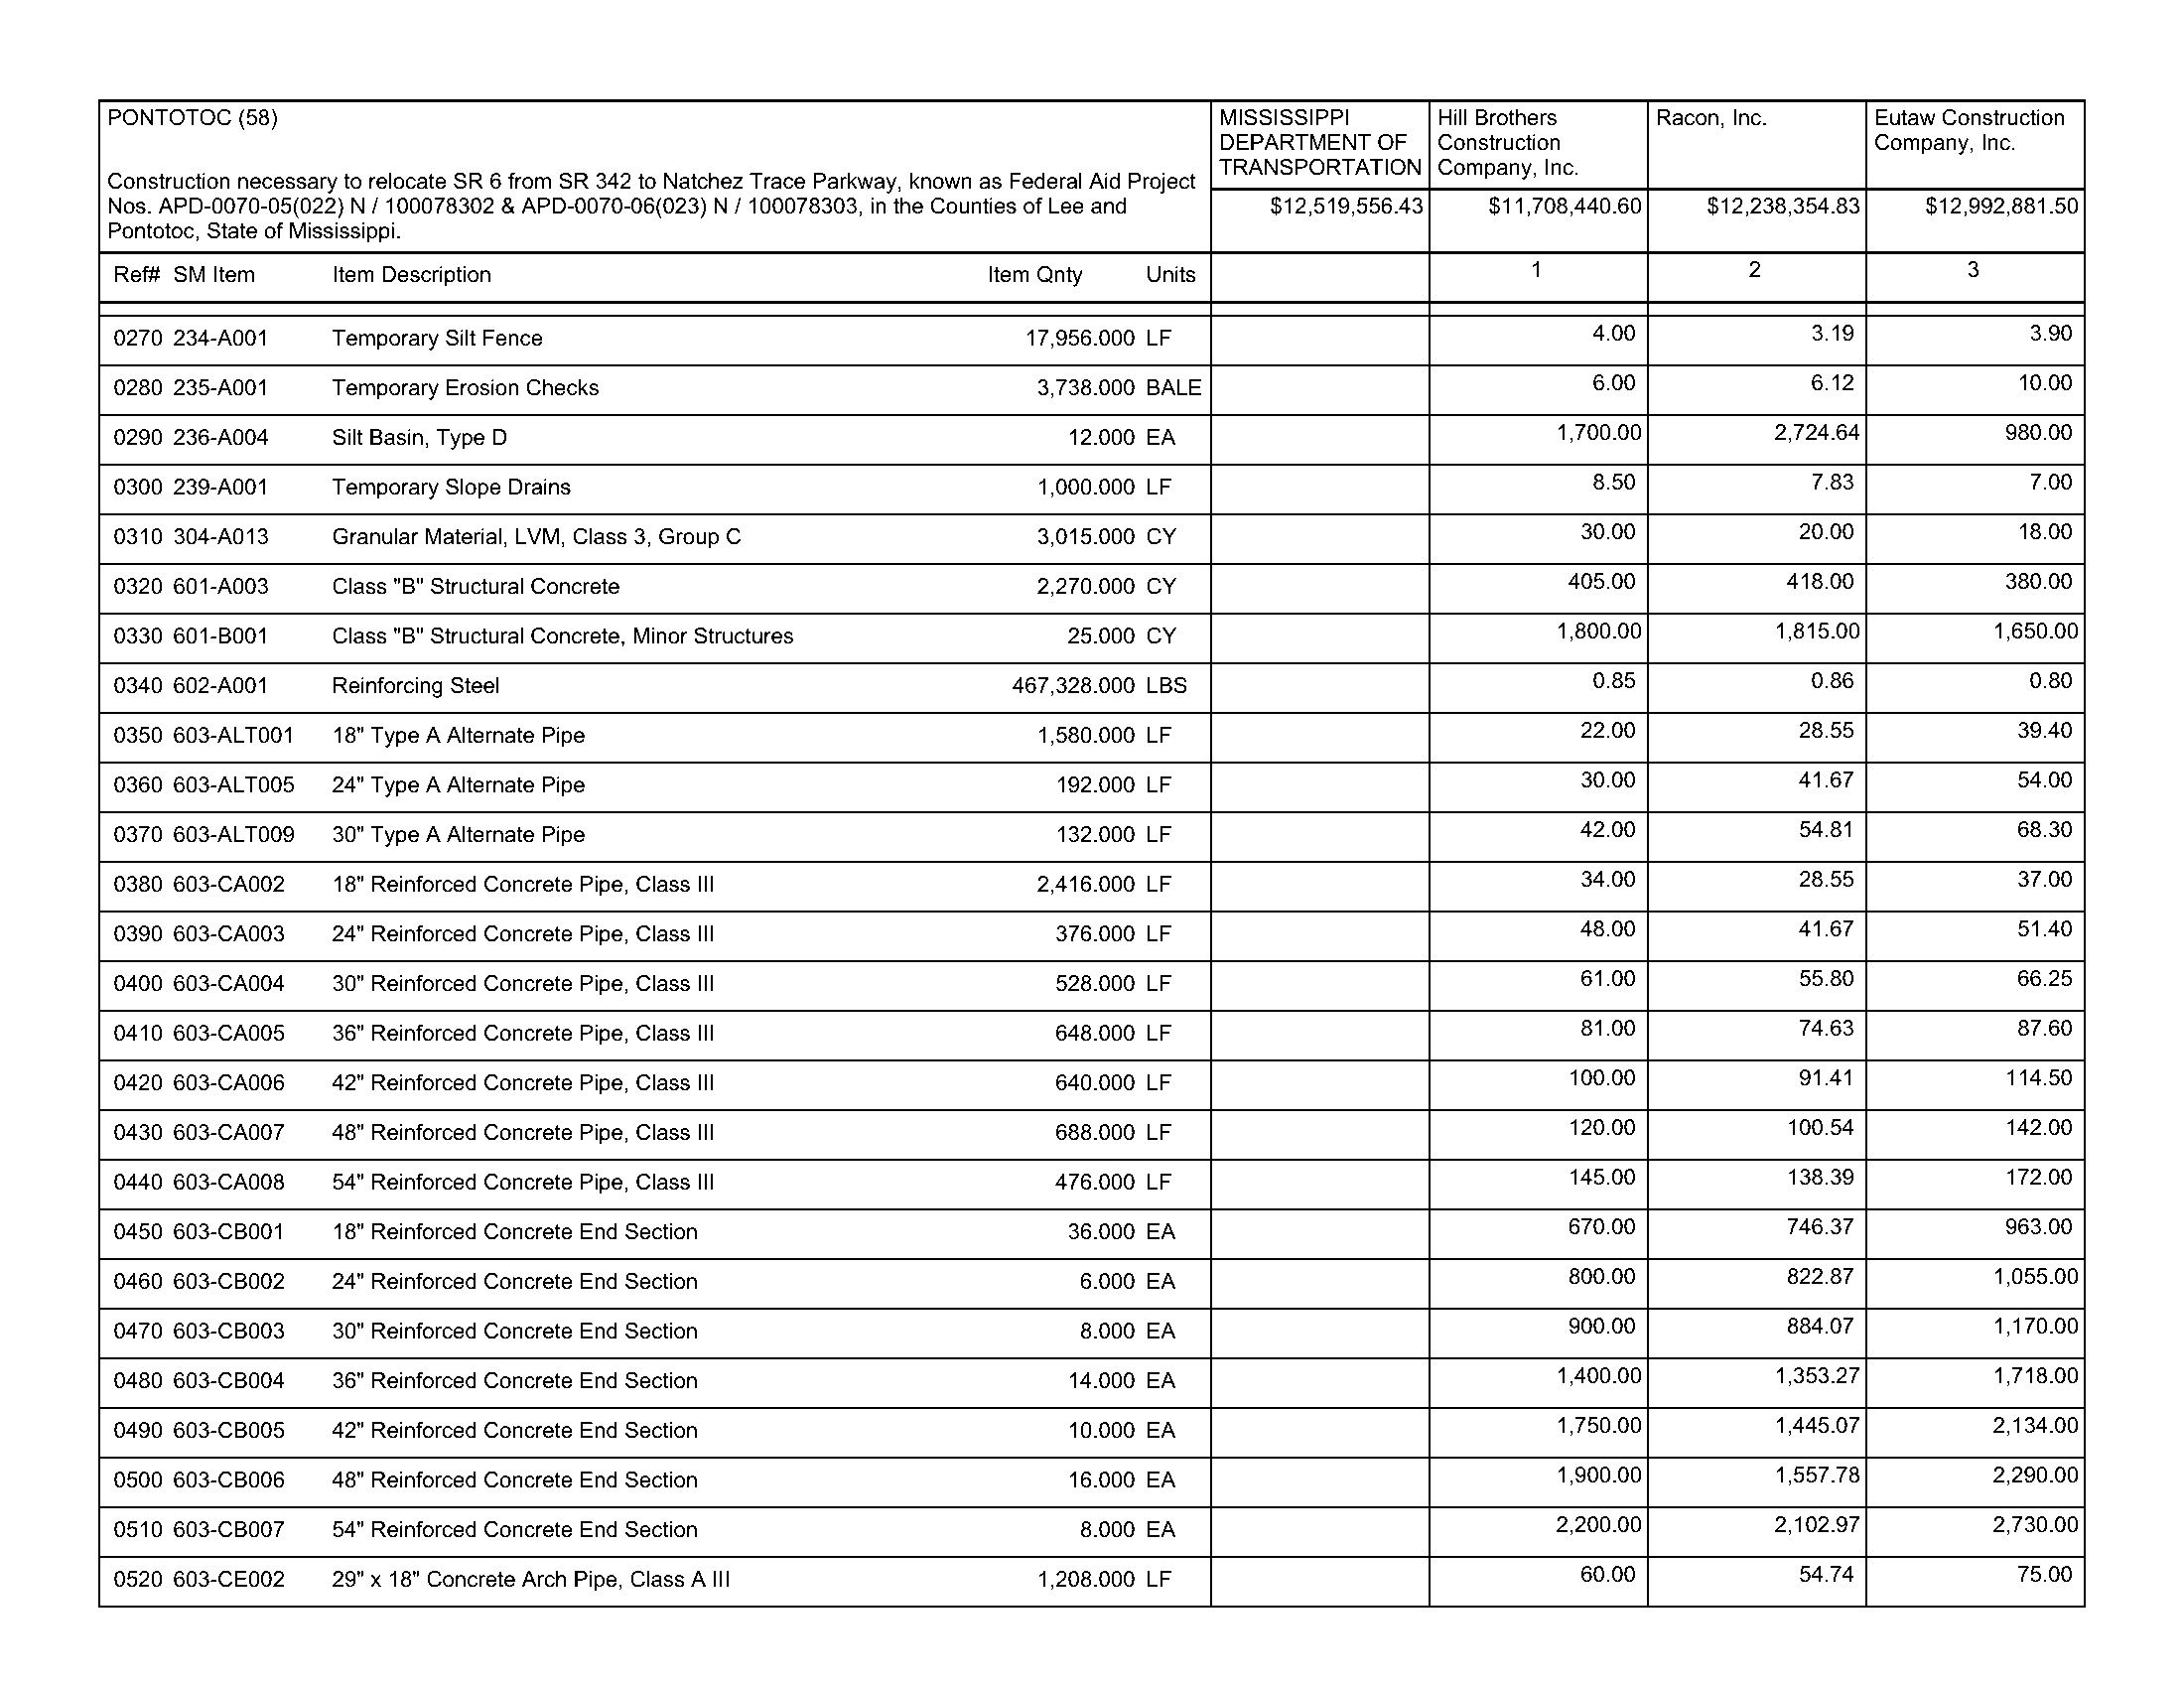 PONTOTOC (58)
Construction necessary to relocate SR 6 from SR 342 to Natchez Trace Parkway, known as Federal Aid Project
Nos. APD-0070-05(022) N / 100078302 & APD-0070-06(023) N / 100078303, in the Counties of Lee and
Pontotoc, State of Mississippi.
MISSISSIPPI
DEPARTMENT OF
TRANSPORTATION
Hill Brothers
Construction
Company, Inc.
Racon, Inc.
Eutaw Construction
Company, Inc.
$12,519,556.43 $11,708,440.60 $12,238,354.83 $12,992,881.50
Ref# SM Item Item Description Item Qnty Units 1 2 3
0270 234-A001 Temporary Silt Fence 17,956.000 LF 4.00 3.19 3.90
0280 235-A001 Temporary Erosion Checks 3,738.000 BALE 6.00 6.12 10.00
0290 236-A004 Silt Basin, Type D 12.000 EA 1,700.00 2,724.64 980.00
0300 239-A001 Temporary Slope Drains 1,000.000 LF 8.50 7.83 7.00
0310 304-A013 Granular Material, LVM, Class 3, Group C 3,015.000 CY 30.00 20.00 18.00
0320 601-A003 Class "B" Structural Concrete 2,270.000 CY 405.00 418.00 380.00
0330 601-B001 Class "B" Structural Concrete, Minor Structures 25.000 CY 1,800.00 1,815.00 1,650.00
0340 602-A001 Reinforcing Steel 467,328.000 LBS 0.85 0.86 0.80
0350 603-ALT001 18" Type A Alternate Pipe 1,580.000 LF 22.00 28.55 39.40
0360 603-ALT005 24" Type A Alternate Pipe 192.000 LF 30.00 41.67 54.00
0370 603-ALT009 30" Type A Alternate Pipe 132.000 LF 42.00 54.81 68.30
0380 603-CA002 18" Reinforced Concrete Pipe, Class III 2,416.000 LF 34.00 28.55 37.00
0390 603-CA003 24" Reinforced Concrete Pipe, Class III 376.000 LF 48.00 41.67 51.40
0400 603-CA004 30" Reinforced Concrete Pipe, Class III 528.000 LF 61.00 55.80 66.25
0410 603-CA005 36" Reinforced Concrete Pipe, Class III 648.000 LF 81.00 74.63 87.60
0420 603-CA006 42" Reinforced Concrete Pipe, Class III 640.000 LF 100.00 91.41 114.50
0430 603-CA007 48" Reinforced Concrete Pipe, Class III 688.000 LF 120.00 100.54 142.00
0440 603-CA008 54" Reinforced Concrete Pipe, Class III 476.000 LF 145.00 138.39 172.00
0450 603-CB001 18" Reinforced Concrete End Section 36.000 EA 670.00 746.37 963.00
0460 603-CB002 24" Reinforced Concrete End Section 6.000 EA 800.00 822.87 1,055.00
0470 603-CB003 30" Reinforced Concrete End Section 8.000 EA 900.00 884.07 1,170.00
0480 603-CB004 36" Reinforced Concrete End Section 14.000 EA 1,400.00 1,353.27 1,718.00
0490 603-CB005 42" Reinforced Concrete End Section 10.000 EA 1,750.00 1,445.07 2,134.00
0500 603-CB006 48" Reinforced Concrete End Section 16.000 EA 1,900.00 1,557.78 2,290.00
0510 603-CB007 54" Reinforced Concrete End Section 8.000 EA 2,200.00 2,102.97 2,730.00
0520 603-CE002 29" x 18" Concrete Arch Pipe, Class A III 1,208.000 LF 60.00 54.74 75.00